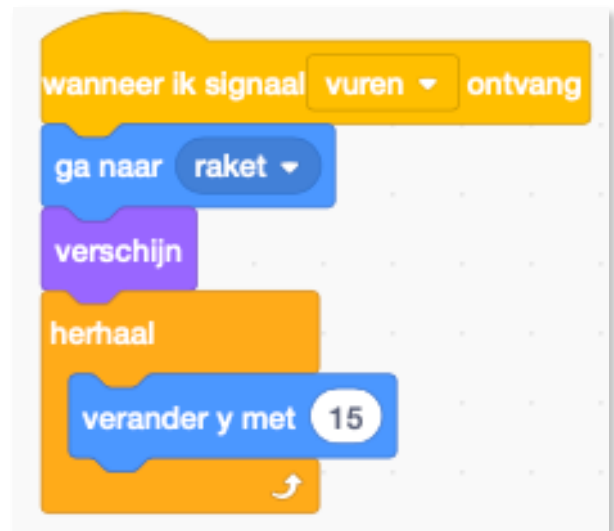 wanneer ik signaal vuren ontvang
ga naar raket
verschijn
herhaal
verander y met 15